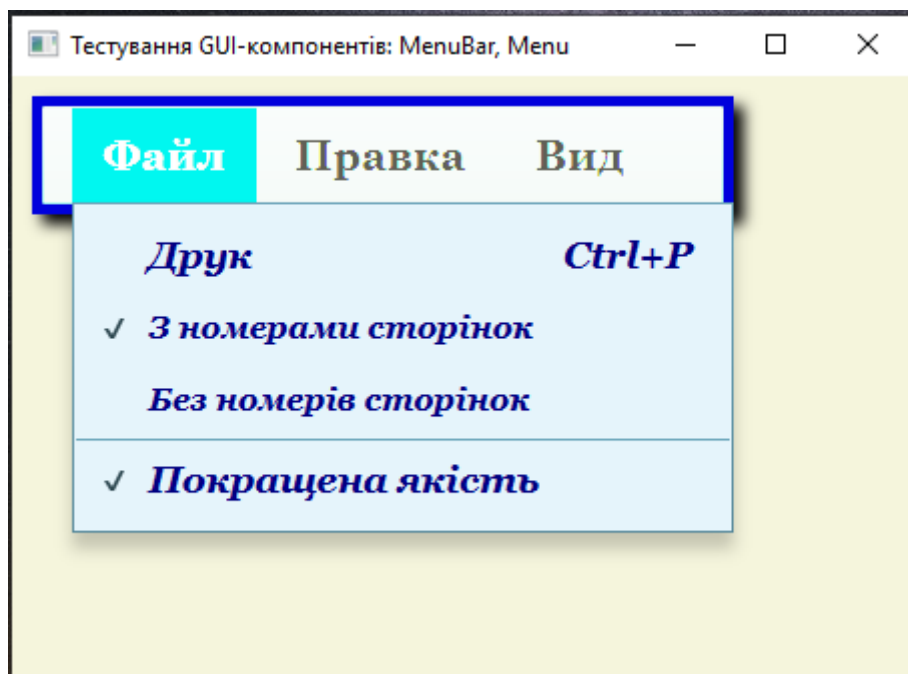 Тестування GUI-компонентів: MenuBar, Menu
Файл Правка Вид
Друк Ctrl+P
✓ З номерами сторінок
Без номерів сторінок
✓ Покращена якість